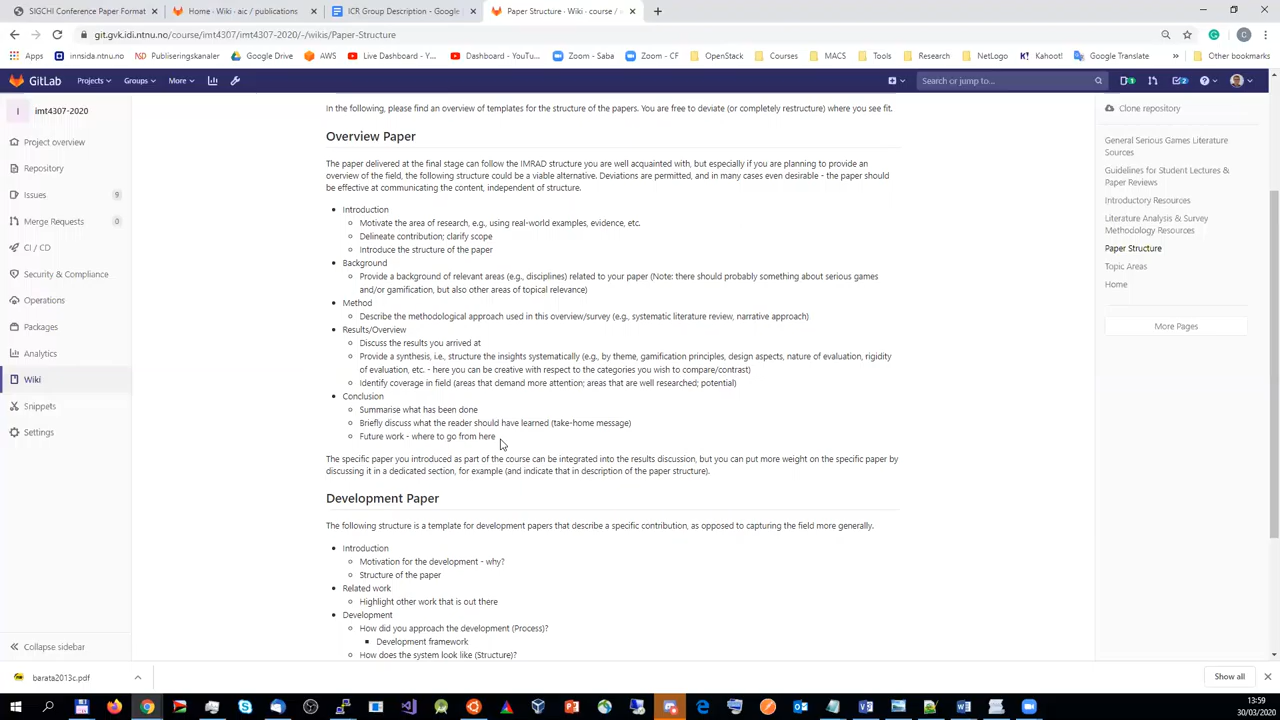 SIGCHI Conference Paper Format
Home · Wiki · aic / publications
ICR Group Description - Google
Paper Structure · Wiki · course /
git.gvk.idi.ntnu.no/course/imt4307/imt4307-2020/-/wikis/Paper-Structure
Apps innsida.ntnu.no Publiseringskanaler Google Drive AWS Live Dashboard - Y... Dashboard - YouTu... Zoom - Saba Zoom - CF OpenStack Courses MACS Tools Research NetLogo Kahoot! Google Translate » Other bookmarks
GitLab Projects Groups More Search or jump to... 1 2
I imt4307-2020
Project overview
Repository
Issues 9
Merge Requests 0
CI / CD
Security & Compliance
Operations
Packages
Analytics
Wiki
Snippets
Settings
Collapse sidebar
In the following, please find an overview of templates for the structure of the papers. You are free to deviate (or completely restructure) where you see fit.
Overview Paper
The paper delivered at the final stage can follow the IMRAD structure you are well acquainted with, but especially if you are planning to provide an
overview of the field, the following structure could be a viable alternative. Deviations are permitted, and in many cases even desirable - the paper should
be effective at communicating the content, independent of structure.
Introduction
Motivate the area of research, e.g., using real-world examples, evidence, etc.
Delineate contribution; clarify scope
Introduce the structure of the paper
Background
Provide a background of relevant areas (e.g., disciplines) related to your paper (Note: there should probably something about serious games
and/or gamification, but also other areas of topical relevance)
Method
Describe the methodological approach used in this overview/survey (e.g., systematic literature review, narrative approach)
Results/Overview
Discuss the results you arrived at
Provide a synthesis, i.e., structure the insights systematically (e.g., by theme, gamification principles, design aspects, nature of evaluation, rigidity
of evaluation, etc. - here you can be creative with respect to the categories you wish to compare/contrast)
Identify coverage in field (areas that demand more attention; areas that are well researched; potential)
Conclusion
Summarise what has been done
Briefly discuss what the reader should have learned (take-home message)
Future work - where to go from here
The specific paper you introduced as part of the course can be integrated into the results discussion, but you can put more weight on the specific paper by
discussing it in a dedicated section, for example (and indicate that in description of the paper structure).
Development Paper
The following structure is a template for development papers that describe a specific contribution, as opposed to capturing the field more generally.
Introduction
Motivation for the development - why?
Structure of the paper
Related work
Highlight other work that is out there
Development
How did you approach the development (Process)?
Development framework
How does the system look like (Structure)?
Clone repository
General Serious Games Literature
Sources
Guidelines for Student Lectures &
Paper Reviews
Introductory Resources
Literature Analysis & Survey
Methodology Resources
Paper Structure
Topic Areas
Home
More Pages
barata2013c.pdf
Show all
13:59
30/03/2020